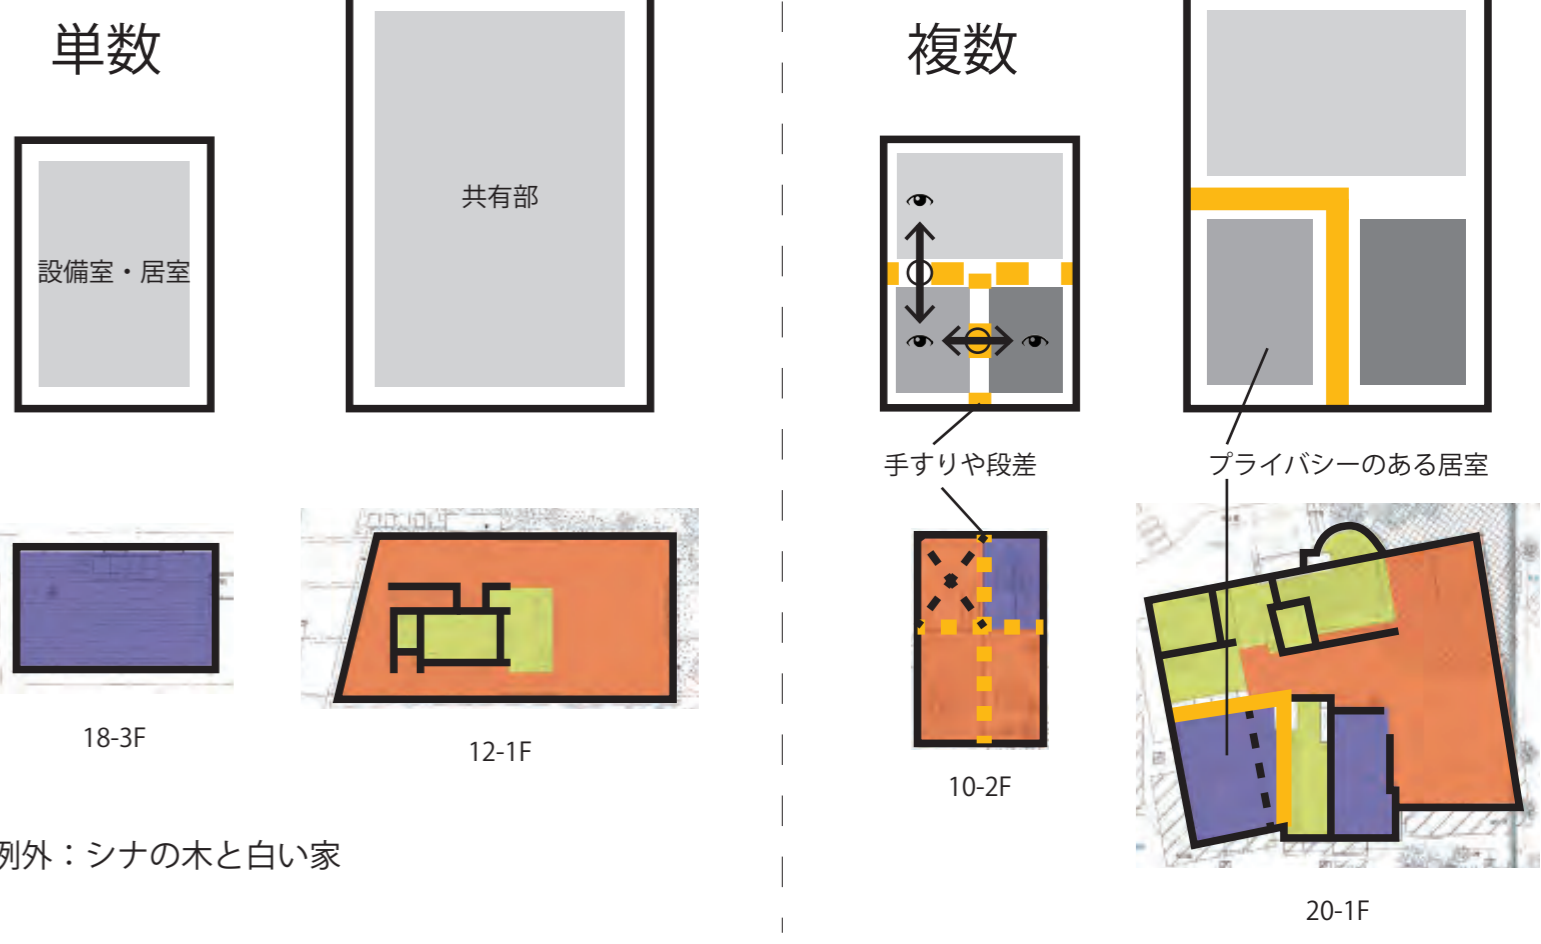 単数
共有部
設備室・居室
18-3F
12-1F
例外：シナの木と白い家
複数
手すりや段差
プライバシーのある居室
10-2F
20-1F